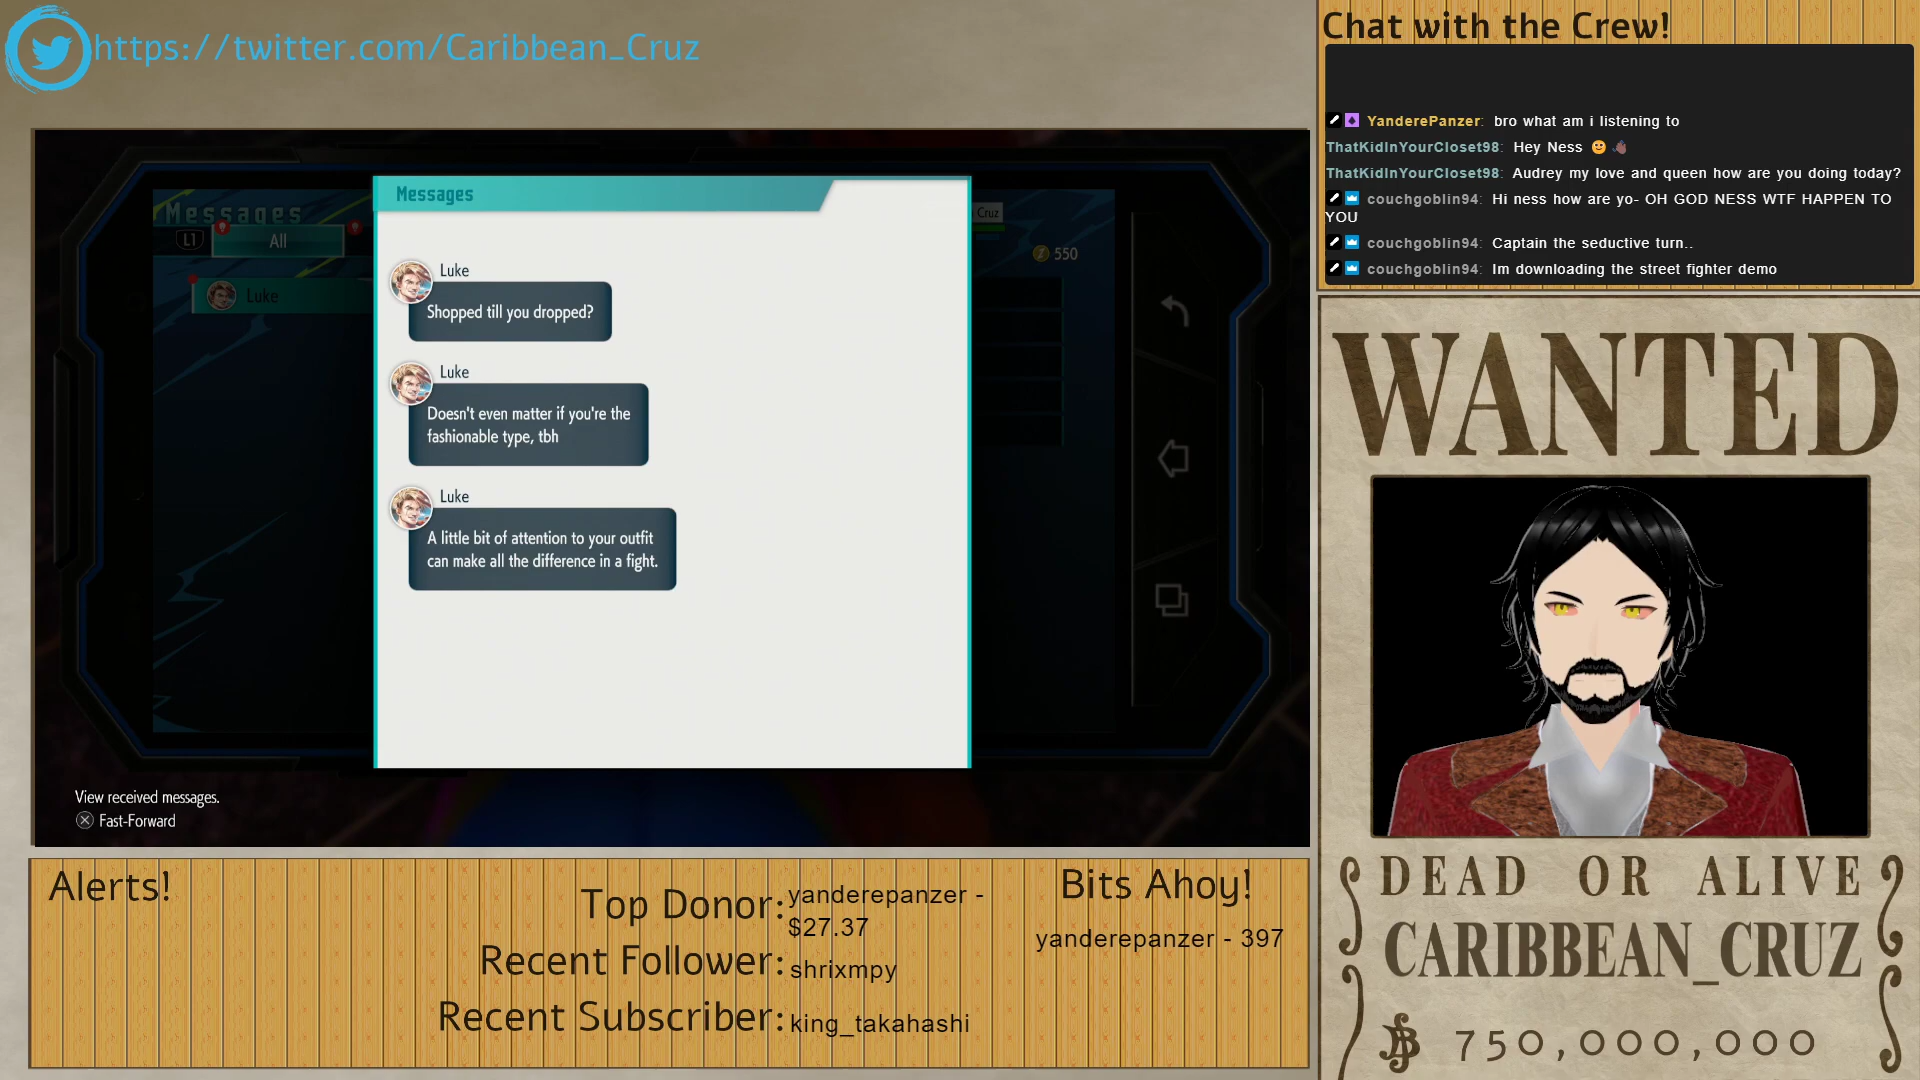 https://twitter.com/Caribbean_Cruz
Chat with the Crew!
YanderePanzer: bro what am i listening to
ThatKidInYourCloset98: Hey Ness
ThatKidInYourCloset98: Audrey my love and queen how are you doing today?
couchgoblin94: Hi ness how are yo- OH GOD NESS WTF HAPPEN TO
YOU
couchgoblin94: Captain the seductive turn..
couchgoblin94: Im downloading the street fighter demo
Messages
L1
All
Luke
Cruz
550
Messages
Luke
Shopped till you dropped?
Luke
Doesn't even matter if you're the
fashionable type, tbh
Luke
A little bit of attention to your outfit
can make all the difference in a fight.
View received messages.
Fast-Forward
WANTED
DEAD OR ALIVE
CARIBBEAN_CRUZ
750,000,000
Alerts!
Top Donor: yanderepanzer -
$27.37
Recent Follower: shrixmpy
Recent Subscriber: king_takahashi
Bits Ahoy!
yanderepanzer - 397